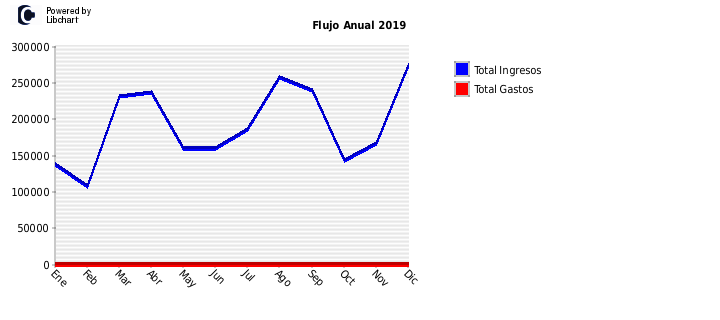 Powered by
Libchart
Flujo Anual 2019
300000
250000
200000
150000
100000
50000
0
Ene
Feb
Mar
Abr
May
Jun
Jul
Ago
Sep
Oct
Nov
Dic
Total Ingresos
Total Gastos